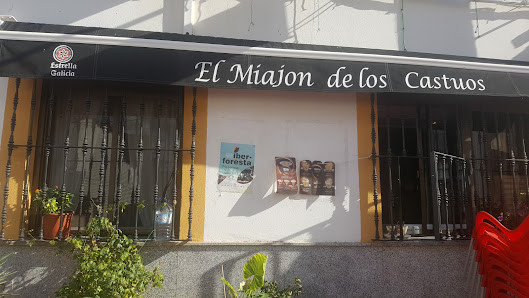 El Miajon de los Castuos
Estrella
Galicia
iber-
foresta